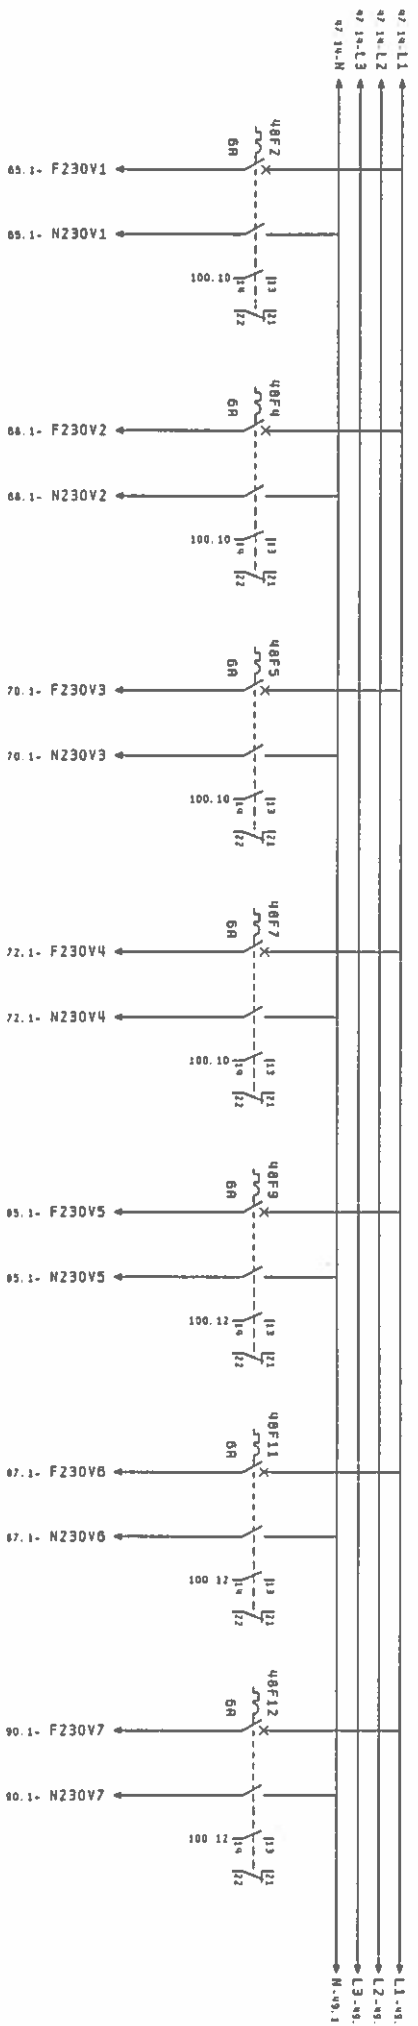 47.14-L1
47.14-L2
47.14-L3
47.14-N
48F2
6A
65.1- F230V1
65.1- N230V1
100.10
13
14
21
22
48F4
6A
68.1- F230V2
68.1- N230V2
100.10
13
14
21
22
48F5
6A
70.1- F230V3
70.1- N230V3
100.10
13
14
21
22
48F7
6A
72.1- F230V4
72.1- N230V4
100.10
13
14
21
22
48F9
6A
85.1- F230V5
85.1- N230V5
100.12
13
14
21
22
48F11
6A
87.1- F230V6
87.1- N230V6
100 12
13
14
21
22
48F12
6A
90.1- F230V7
90.1- N230V7
100 12
13
14
21
22
L1-49.
L2-49.
L3-49.
N-49.1